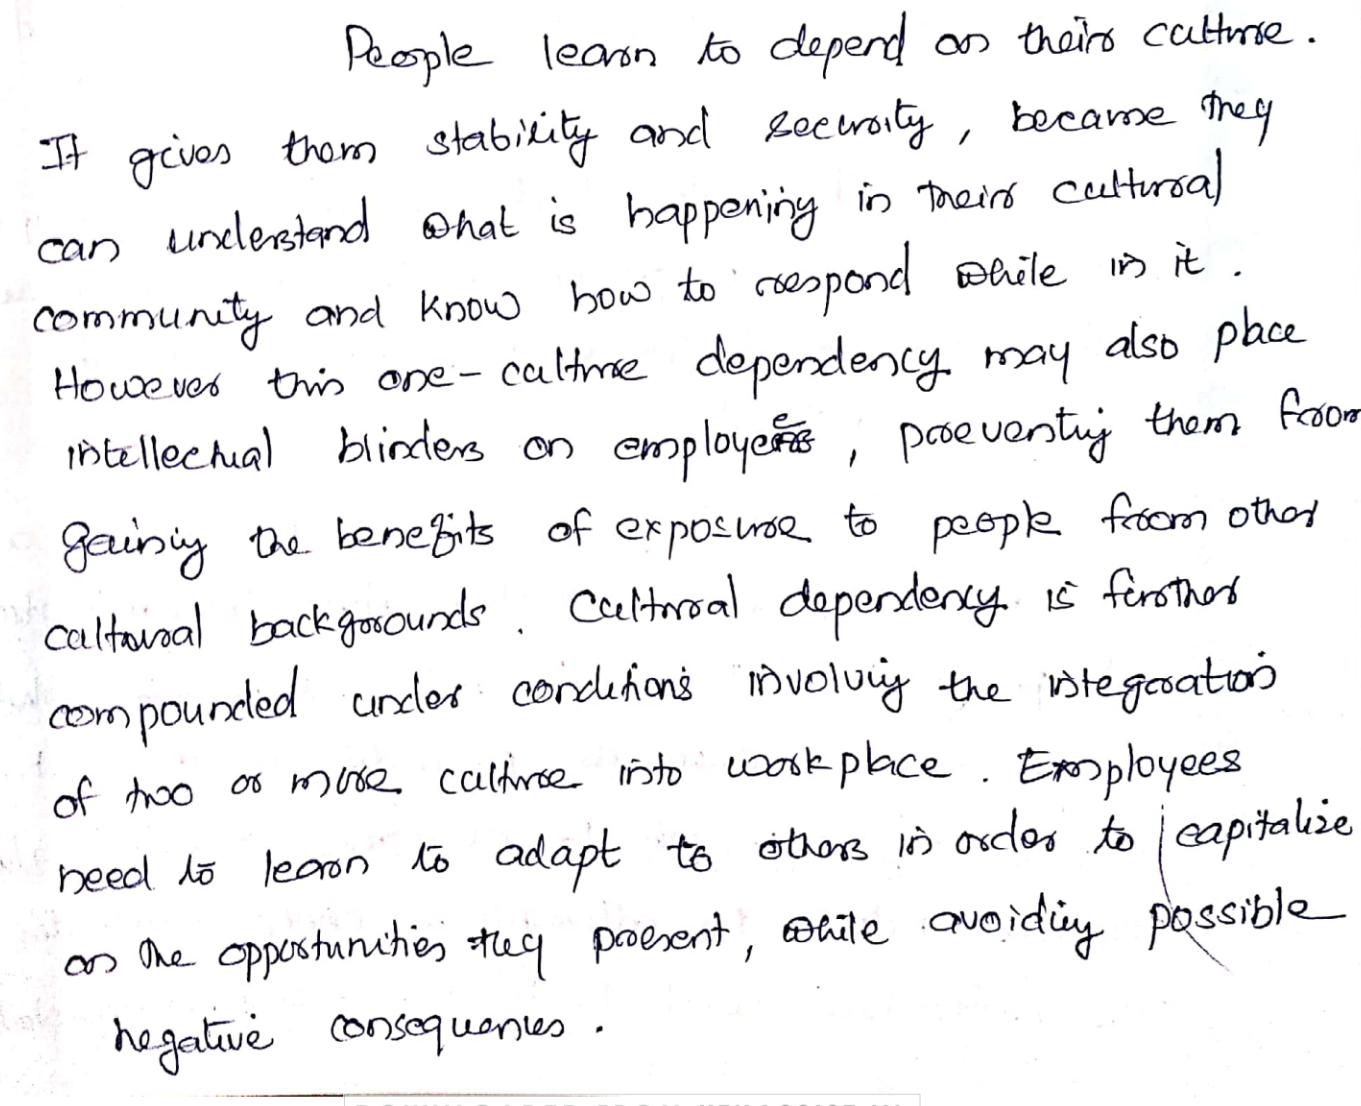 People learn to depend on their culture.
It gives them stability and security, because they
can understand what is happening in their cultural
community and know how to respond while in it.
However this one-culture dependency may also place
intellectual blinders on employees, preventing them from
gaining the benefits of exposure to people from other
cultural backgrounds. Cultural dependency is further
compounded under conditions involving the integration
of two or more culture into workplace. Employees
need to learn to adapt to others in order to capitalize
on the opportunities they present, while avoiding possible
negative consequences.